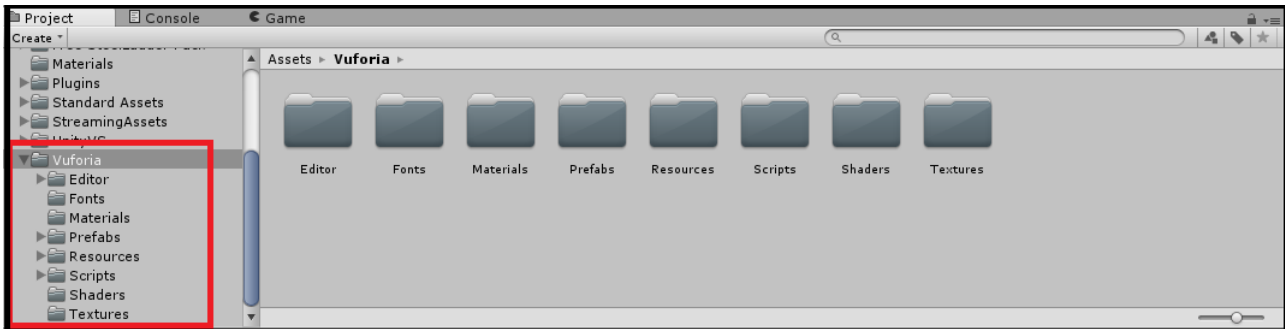 Project Console Game
Create
Assets Vuforia
Materials
Plugins
Standard Assets
StreamingAssets
Vuforia
Editor
Fonts
Materials
Prefabs
Resources
Scripts
Shaders
Textures
Editor Fonts Materials Prefabs Resources Scripts Shaders Textures